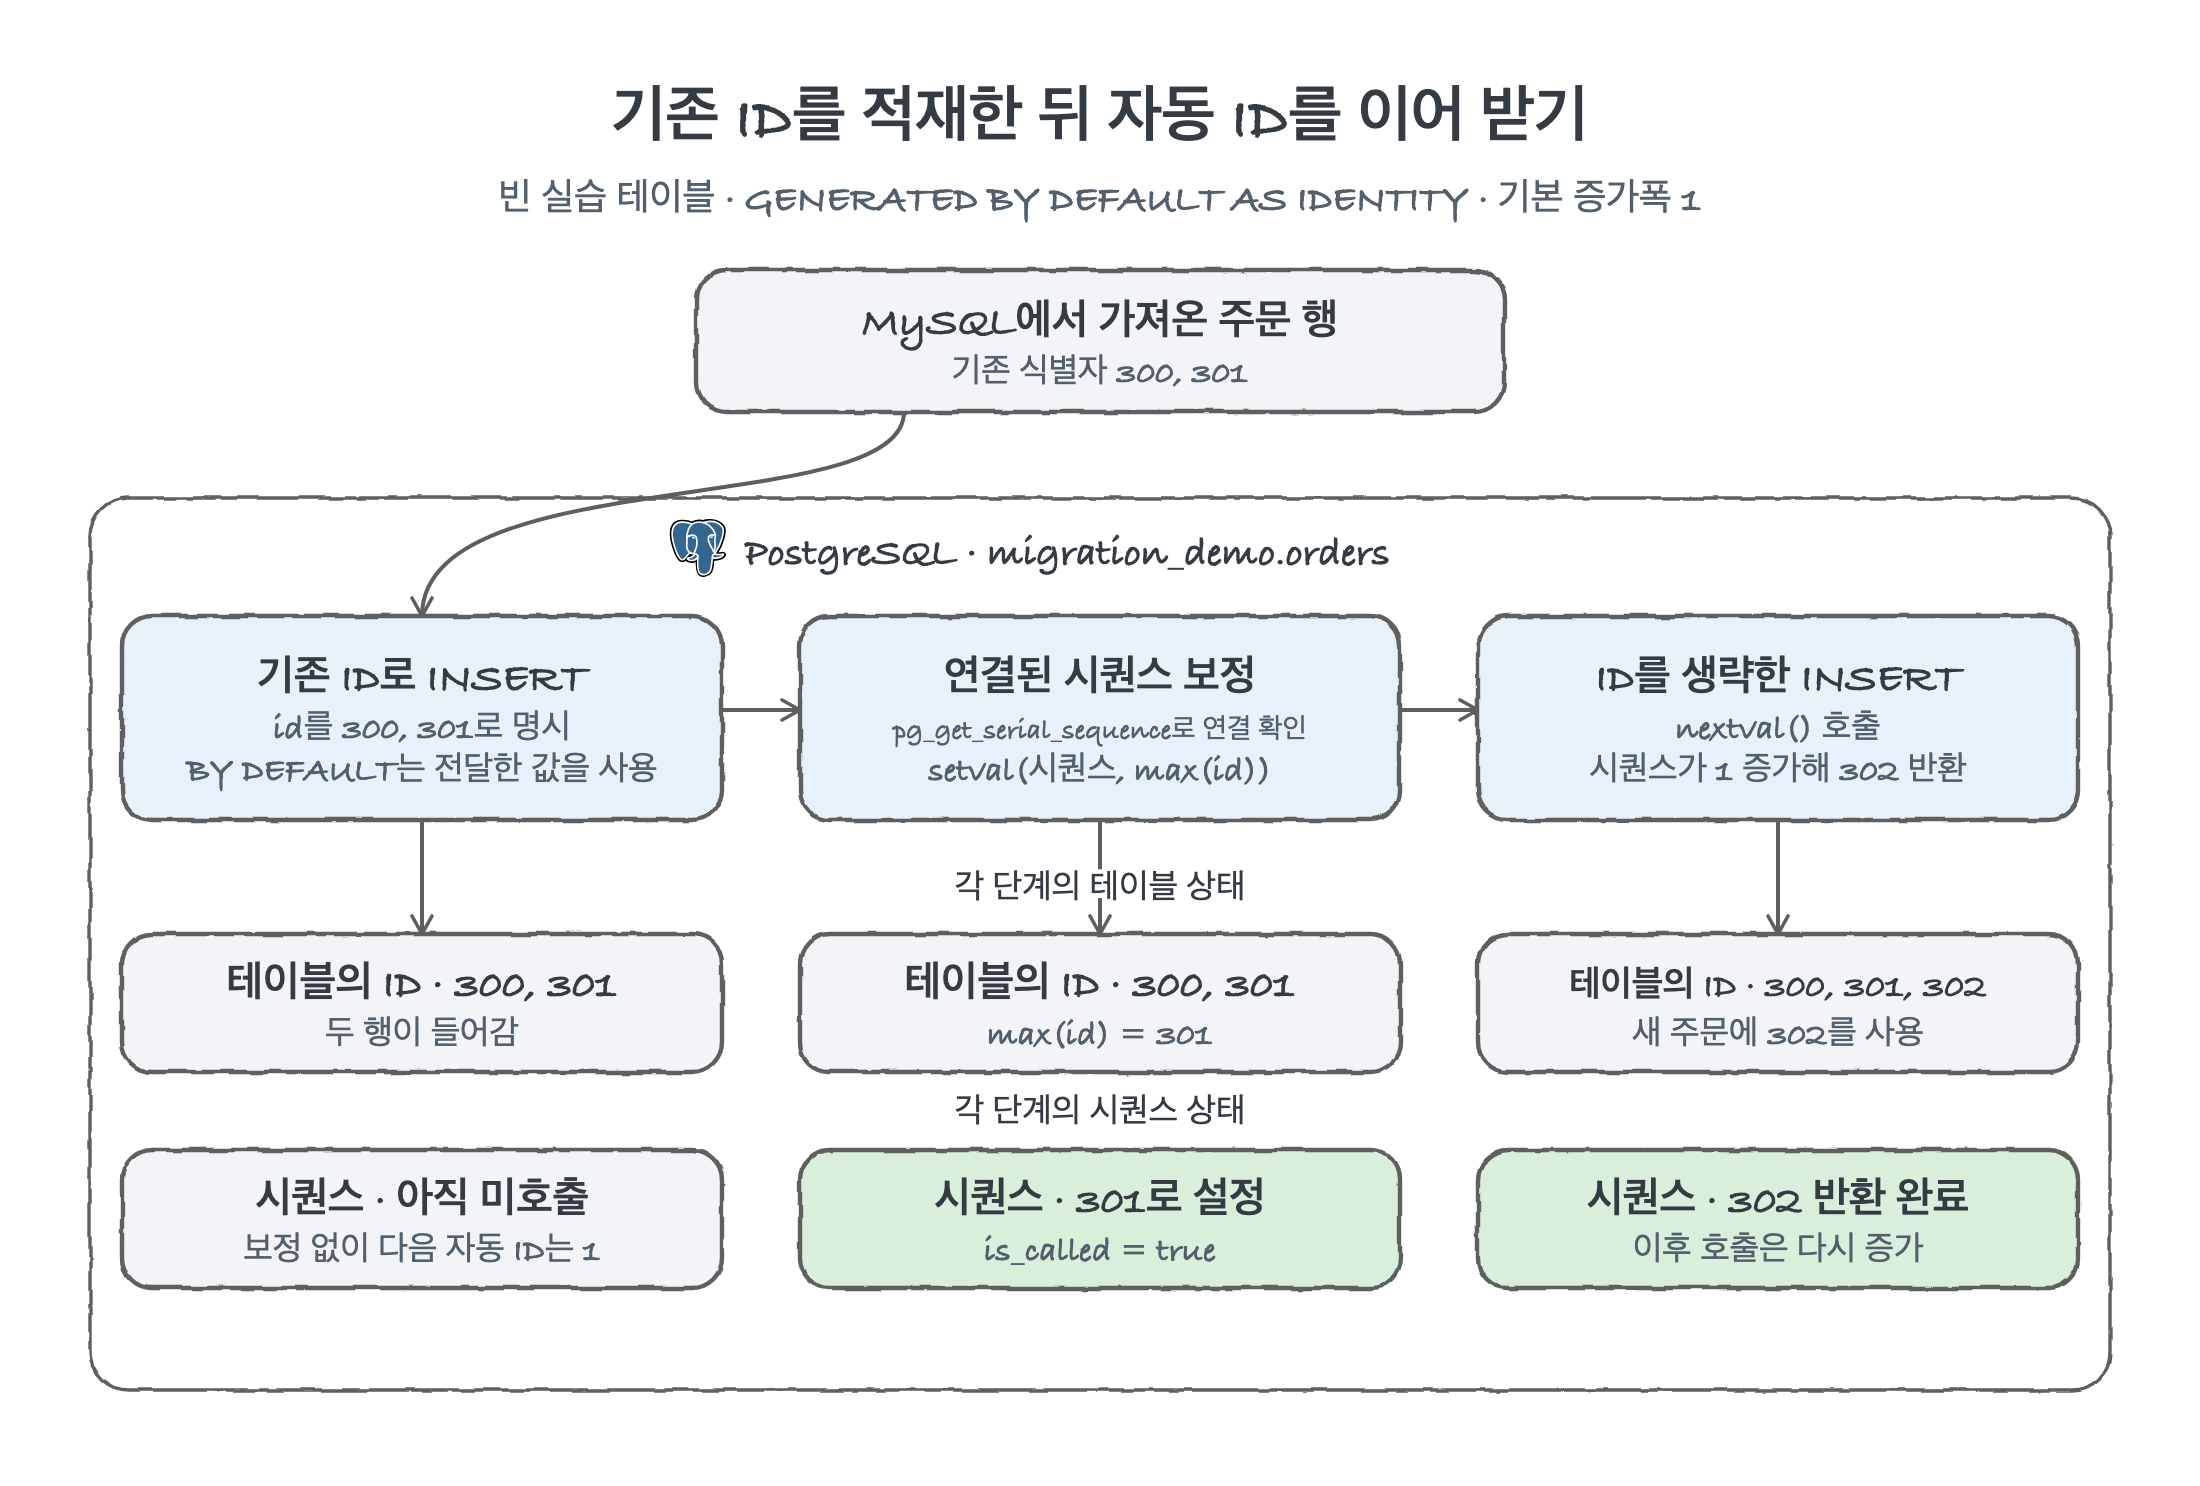 기존 ID를 적재한 뒤 자동 ID를 이어 받기
빈 실습 테이블 · GENERATED BY DEFAULT AS IDENTITY · 기본 증가폭 1
MySQL에서 가져온 주문 행
기존 식별자 300, 301
PostgreSQL · migration_demo.orders
기존 ID로 INSERT
id를 300, 301로 명시
BY DEFAULT는 전달한 값을 사용
연결된 시퀀스 보정
pg_get_serial_sequence로 연결 확인
setval(시퀀스, max(id))
ID를 생략한 INSERT
nextval() 호출
시퀀스가 1 증가해 302 반환
각 단계의 테이블 상태
테이블의 ID · 300, 301
두 행이 들어감
테이블의 ID · 300, 301
max(id) = 301
테이블의 ID · 300, 301, 302
새 주문에 302를 사용
각 단계의 시퀀스 상태
시퀀스 · 아직 미호출
보정 없이 다음 자동 ID는 1
시퀀스 · 301로 설정
is_called = true
시퀀스 · 302 반환 완료
이후 호출은 다시 증가